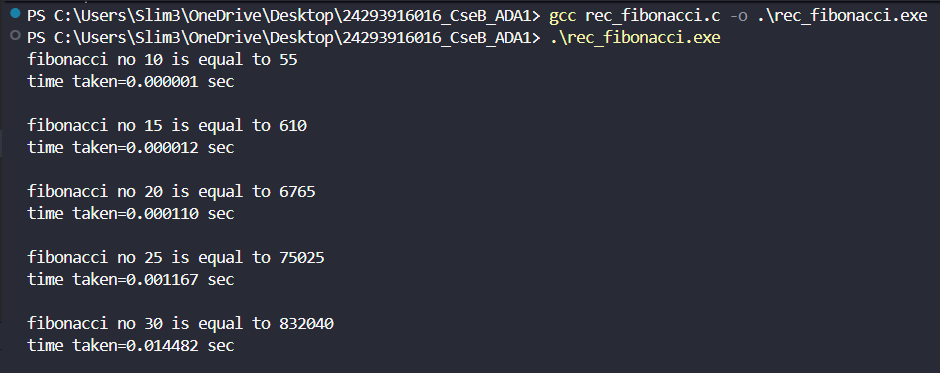 PS C:\Users\Slim3\OneDrive\Desktop\24293916016_CseB_ADA1> gcc rec_fibonacci.c -o .\rec_fibonacci.exe
PS C:\Users\Slim3\OneDrive\Desktop\24293916016_CseB_ADA1> .\rec_fibonacci.exe
fibonacci no 10 is equal to 55
time taken=0.000001 sec
fibonacci no 15 is equal to 610
time taken=0.000012 sec
fibonacci no 20 is equal to 6765
time taken=0.000110 sec
fibonacci no 25 is equal to 75025
time taken=0.001167 sec
fibonacci no 30 is equal to 832040
time taken=0.014482 sec